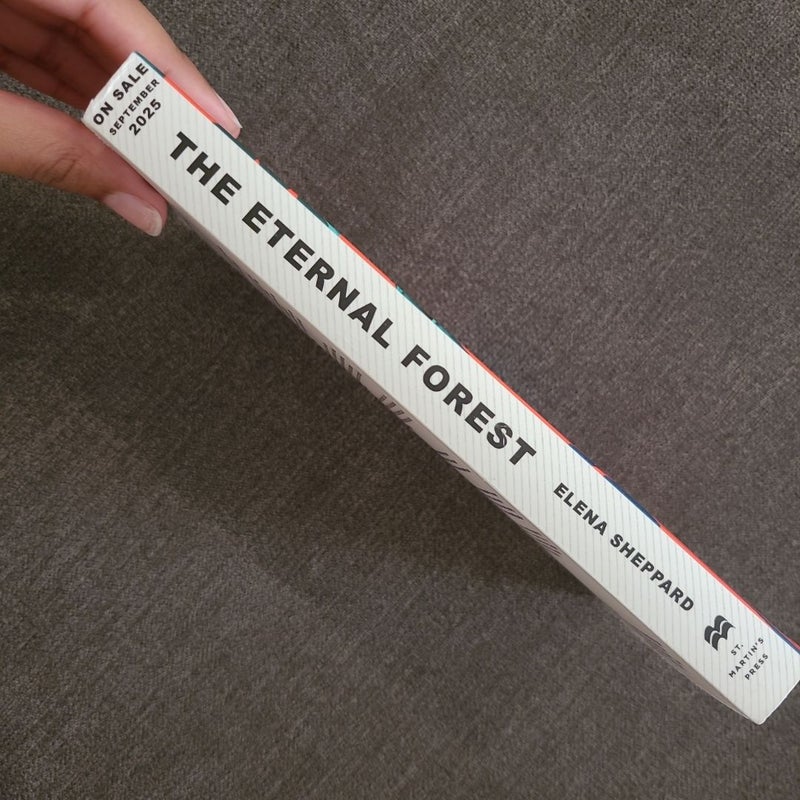 ON SALE
SEPTEMBER
2025
THE ETERNAL FOREST
ELENA SHEPPARD
ST.
MARTIN'S
PRESS